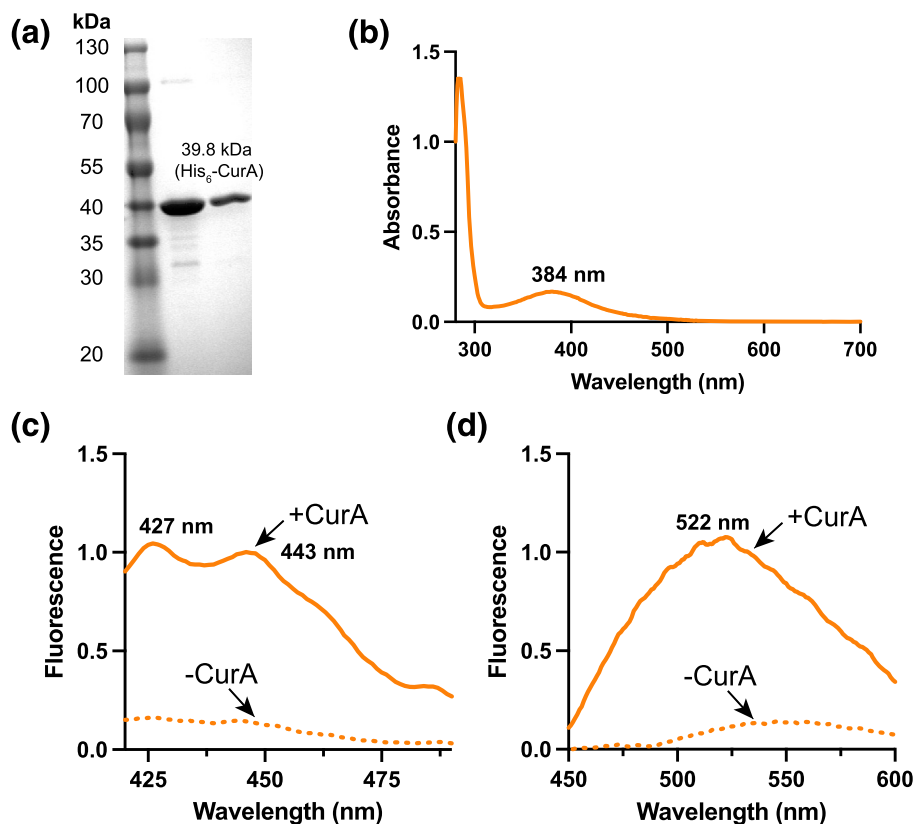 (a)
kDa
130
100
70
55
40
35
30
20
39.8 kDa
(His6-CurA)
(b)
1.5
1.0
0.5
0.0
Absorbance
384 nm
300 400 500 600 700
Wavelength (nm)
(c)
1.5
1.0
0.5
0.0
Fluorescence
427 nm
+CurA
443 nm
-CurA
425 450 475
Wavelength (nm)
(d)
1.5
1.0
0.5
0.0
Fluorescence
522 nm
+CurA
-CurA
450 500 550 600
Wavelength (nm)